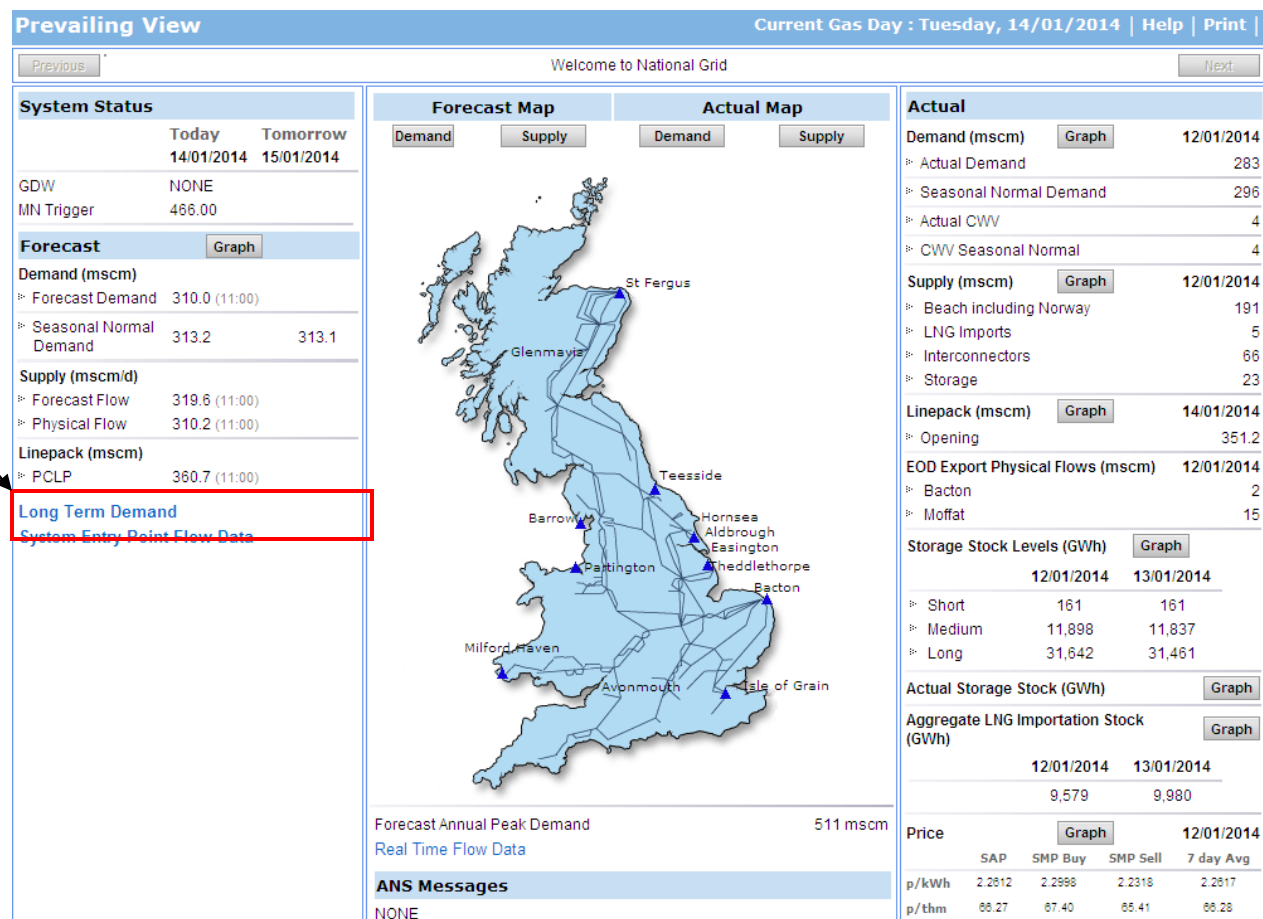 Prevailing View
Current Gas Day : Tuesday, 14/01/2014 | Help | Print |
Previous
Welcome to National Grid
Next
System Status
Today Tomorrow
14/01/2014 15/01/2014
GDW NONE
MN Trigger 466.00
Forecast Graph
Demand (mscm)
Forecast Demand 310.0 (11:00)
Seasonal Normal
Demand 313.2 313.1
Supply (mscm/d)
Forecast Flow 319.6 (11:00)
Physical Flow 310.2 (11:00)
Linepack (mscm)
PCLP 360.7 (11:00)
Long Term Demand
System Entry Point Flow Data
Forecast Map Actual Map
Demand Supply Demand Supply
St Fergus
Glenmavis
Teesside
Barrow
Hornsea
Aldbrough
Easington
Partington
Theddlethorpe
Bacton
Milford Haven
Avonmouth
Isle of Grain
Forecast Annual Peak Demand 511 mscm
Real Time Flow Data
ANS Messages
NONE
Actual
Demand (mscm) Graph 12/01/2014
Actual Demand 283
Seasonal Normal Demand 296
Actual CWV 4
CWV Seasonal Normal 4
Supply (mscm) Graph 12/01/2014
Beach including Norway 191
LNG Imports 5
Interconnectors 66
Storage 23
Linepack (mscm) Graph 14/01/2014
Opening 351.2
EOD Export Physical Flows (mscm) 12/01/2014
Bacton 2
Moffat 15
Storage Stock Levels (GWh) Graph
12/01/2014 13/01/2014
Short 161 161
Medium 11,898 11,837
Long 31,642 31,461
Actual Storage Stock (GWh) Graph
Aggregate LNG Importation Stock
(GWh) Graph
12/01/2014 13/01/2014
9,579 9,980
Price Graph 12/01/2014
SAP SMP Buy SMP Sell 7 day Avg
p/kWh 2.2612 2.2998 2.2318 2.2617
p/thm 66.27 67.40 65.41 66.28